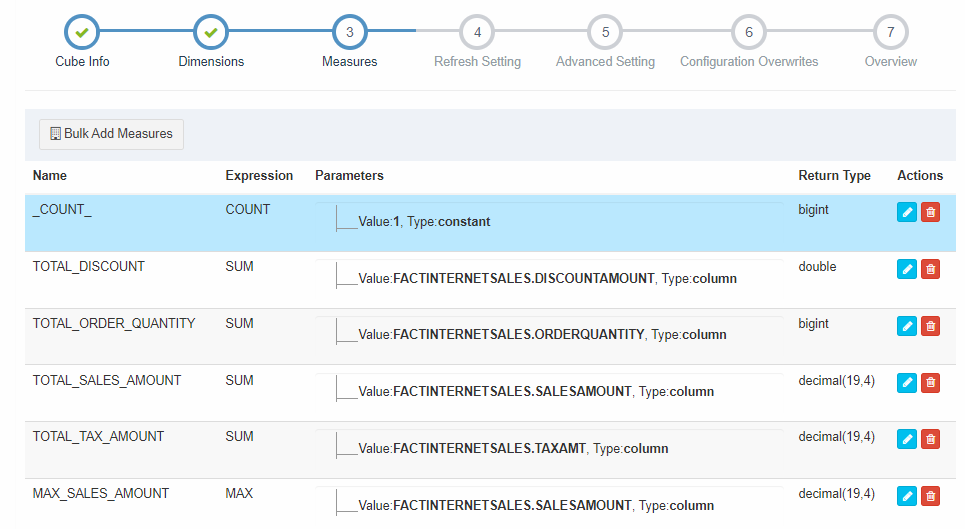 3 4 5 6 7
Cube Info Dimensions Measures Refresh Setting Advanced Setting Configuration Overwrites Overview
Bulk Add Measures
Name Expression Parameters Return Type Actions
_COUNT_ COUNT bigint
Value:1, Type:constant
TOTAL_DISCOUNT SUM double
Value:FACTINTERNETSALES.DISCOUNTAMOUNT, Type:column
TOTAL_ORDER_QUANTITY SUM bigint
Value:FACTINTERNETSALES.ORDERQUANTITY, Type:column
TOTAL_SALES_AMOUNT SUM decimal(19,4)
Value:FACTINTERNETSALES.SALESAMOUNT, Type:column
TOTAL_TAX_AMOUNT SUM decimal(19,4)
Value:FACTINTERNETSALES.TAXAMT, Type:column
MAX_SALES_AMOUNT MAX decimal(19,4)
Value:FACTINTERNETSALES.SALESAMOUNT, Type:column